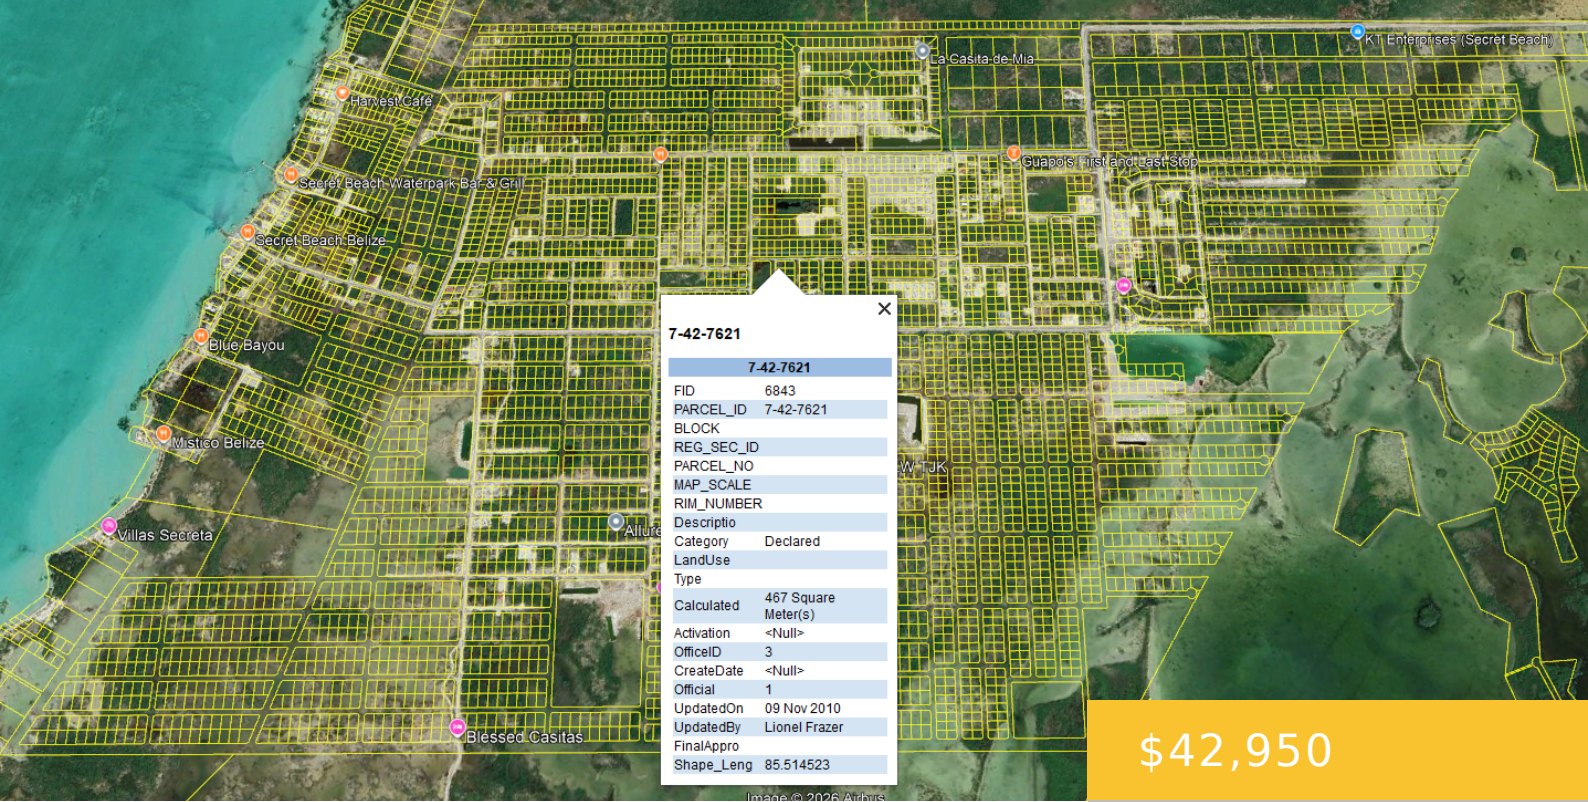 KT Enterprises (Secret Beach)
La Casita de Mia
Harvest Café
Guapo's First and Last Stop
Secret Beach Waterpark Bar & Grill
Secret Beach Belize
Blue Bayou
Mistico Belize
Villas Secreta
Allure
W TJK
Blessed Casitas
7-42-7621
7-42-7621
FID 6843
PARCEL_ID 7-42-7621
BLOCK
REG_SEC_ID
PARCEL_NO
MAP_SCALE
RIM_NUMBER
Descriptio
Category Declared
LandUse
Type
Calculated 467 Square
Meter(s)
Activation <Null>
OfficeID 3
CreateDate <Null>
Official 1
UpdatedOn 09 Nov 2010
UpdatedBy Lionel Frazer
FinalAppro
Shape_Leng 85.514523
$42,950
Image © 2026 Airbus